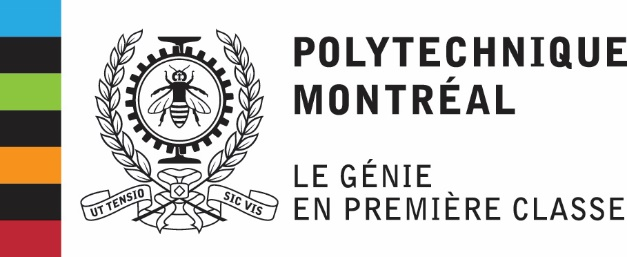 POLYTECHNIQUE
MONTRÉAL
LE GÉNIE
EN PREMIÈRE CLASSE
UT TENSIO
SIC VIS